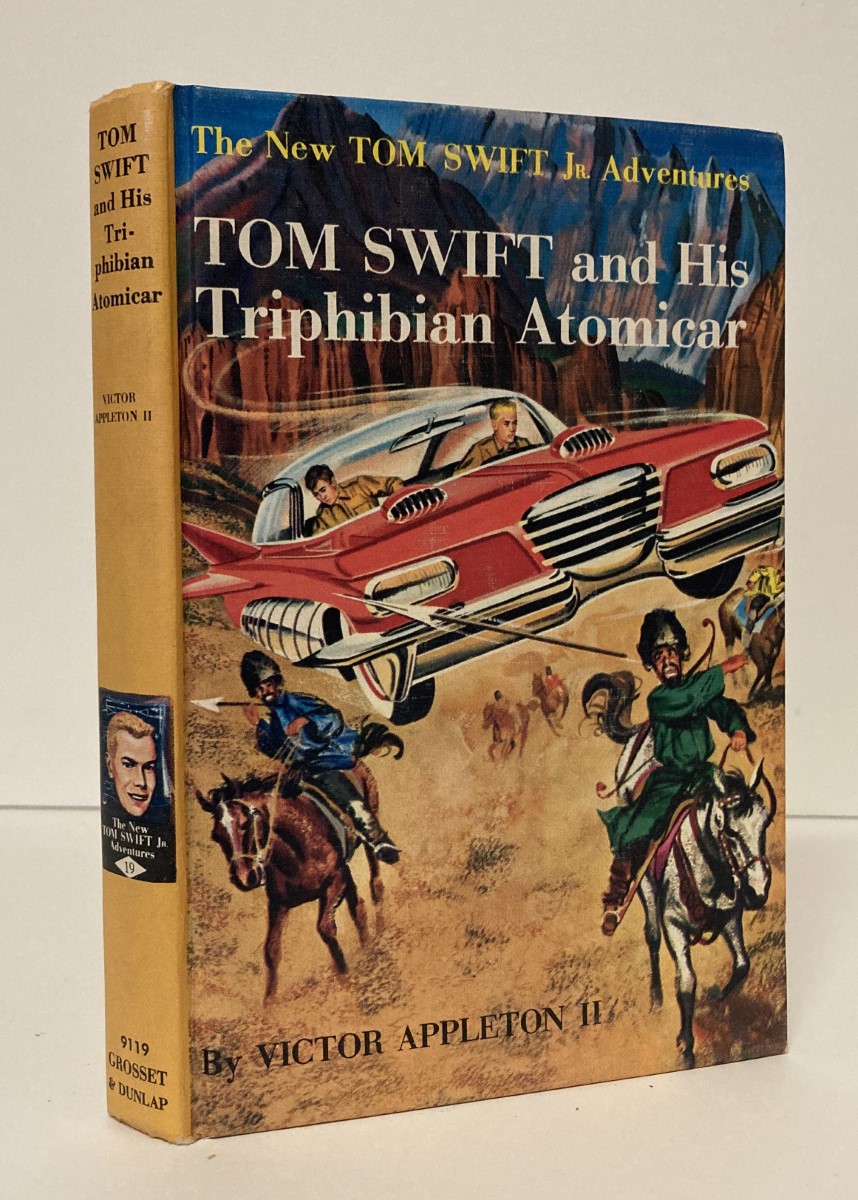 TOM
SWIFT
and His
Tri-
phibian
Atomicar
VICTOR
APPLETON II
The New
TOM SWIFT Jr.
Adventures
19
9119
GROSSET
& DUNLAP
The New TOM SWIFT Jr. Adventures
TOM SWIFT and His
Triphibian Atomicar
By VICTOR APPLETON II